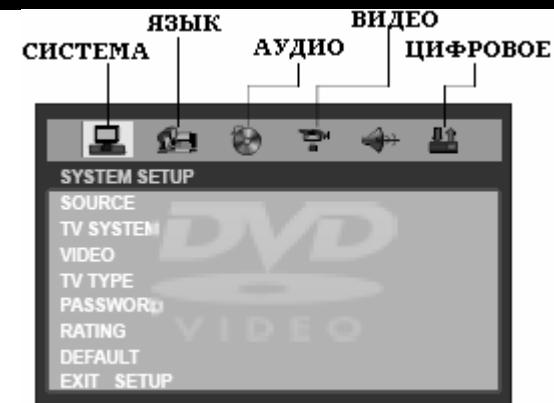 ЯЗЫК
ВИДЕО
СИСТЕМА
АУДИО
ЦИФРОВОЕ
SYSTEM SETUP
SOURCE
TV SYSTEM
VIDEO
TV TYPE
PASSWORD
RATING
DEFAULT
EXIT SETUP
DVD
VIDEO